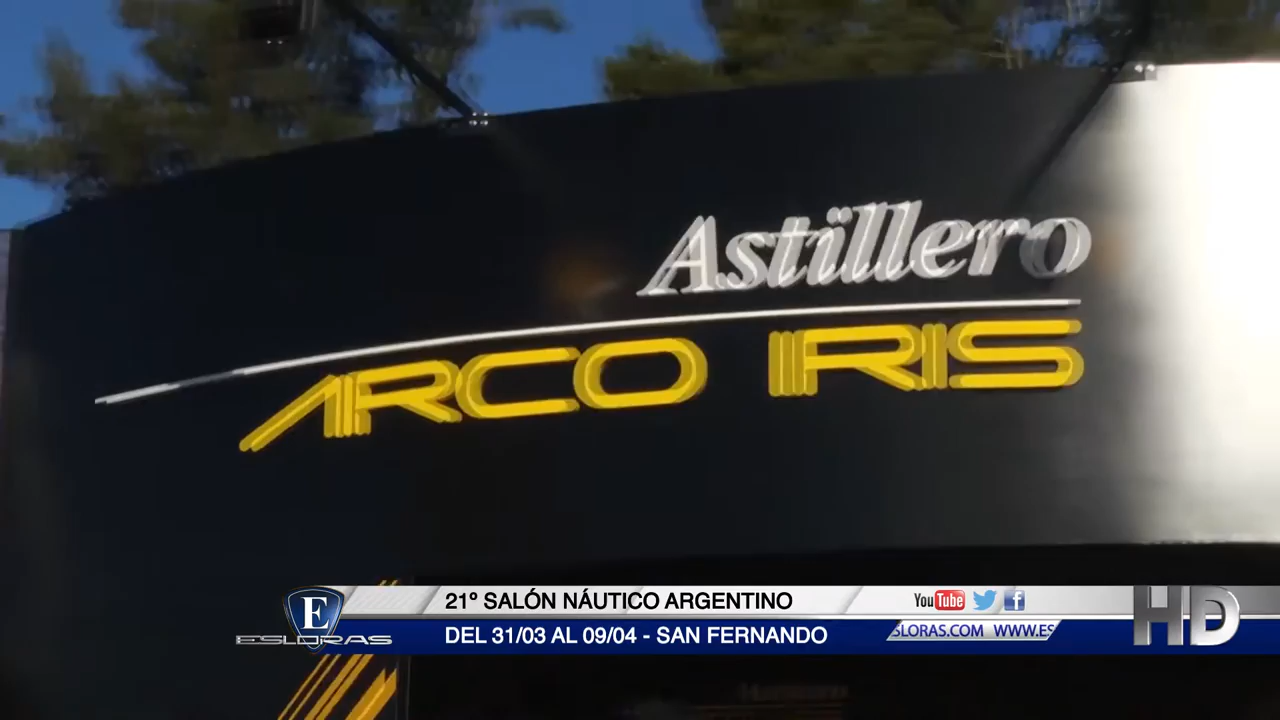 Astillero
ARCO IRIS
21º SALÓN NÁUTICO ARGENTINO
DEL 31/03 AL 09/04 - SAN FERNANDO
E
ESLORAS
YouTube
f
SLORAS.COM WWW.ES
HD